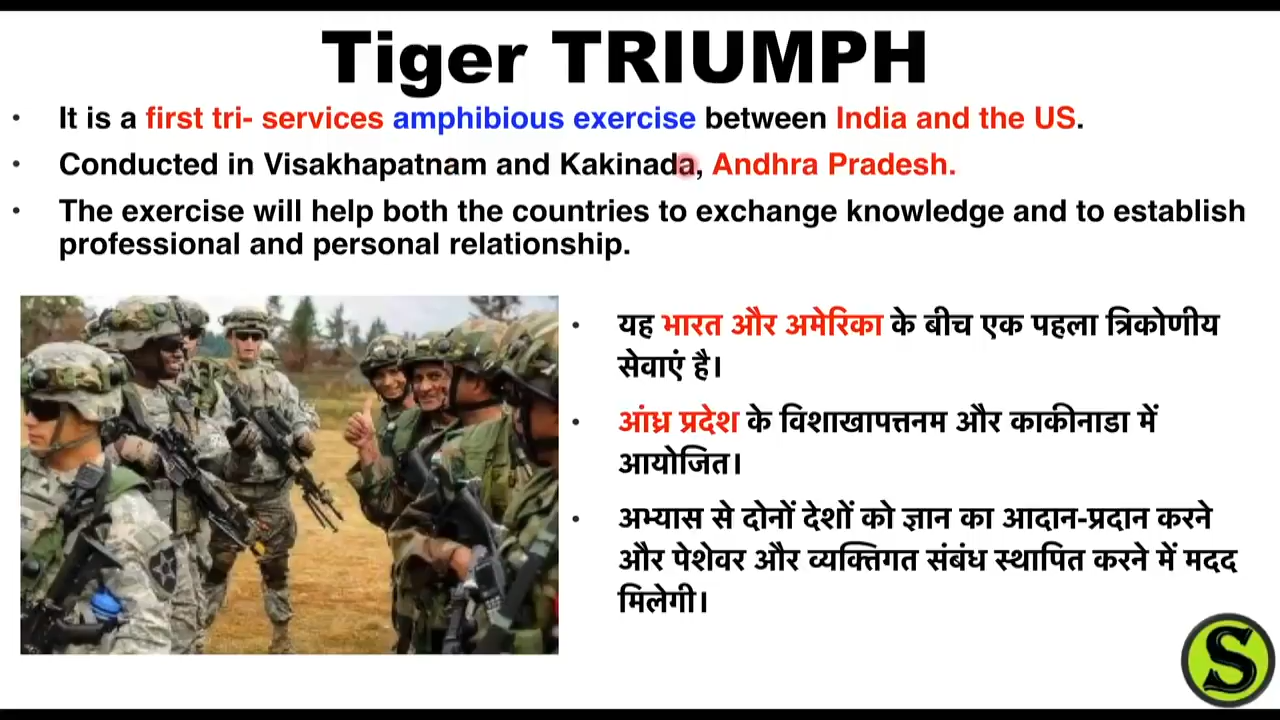 Tiger TRIUMPH
• It is a first tri- services amphibious exercise between India and the US.
• Conducted in Visakhapatnam and Kakinada, Andhra Pradesh.
• The exercise will help both the countries to exchange knowledge and to establish
professional and personal relationship.
• यह भारत और अमेरिका के बीच एक पहला त्रिकोणीय
सेवाएं है।
• आंध्र प्रदेश के विशाखापत्तनम और काकीनाडा में
आयोजित।
• अभ्यास से दोनों देशों को ज्ञान का आदान-प्रदान करने
और पेशेवर और व्यक्तिगत संबंध स्थापित करने में मदद
मिलेगी।
S